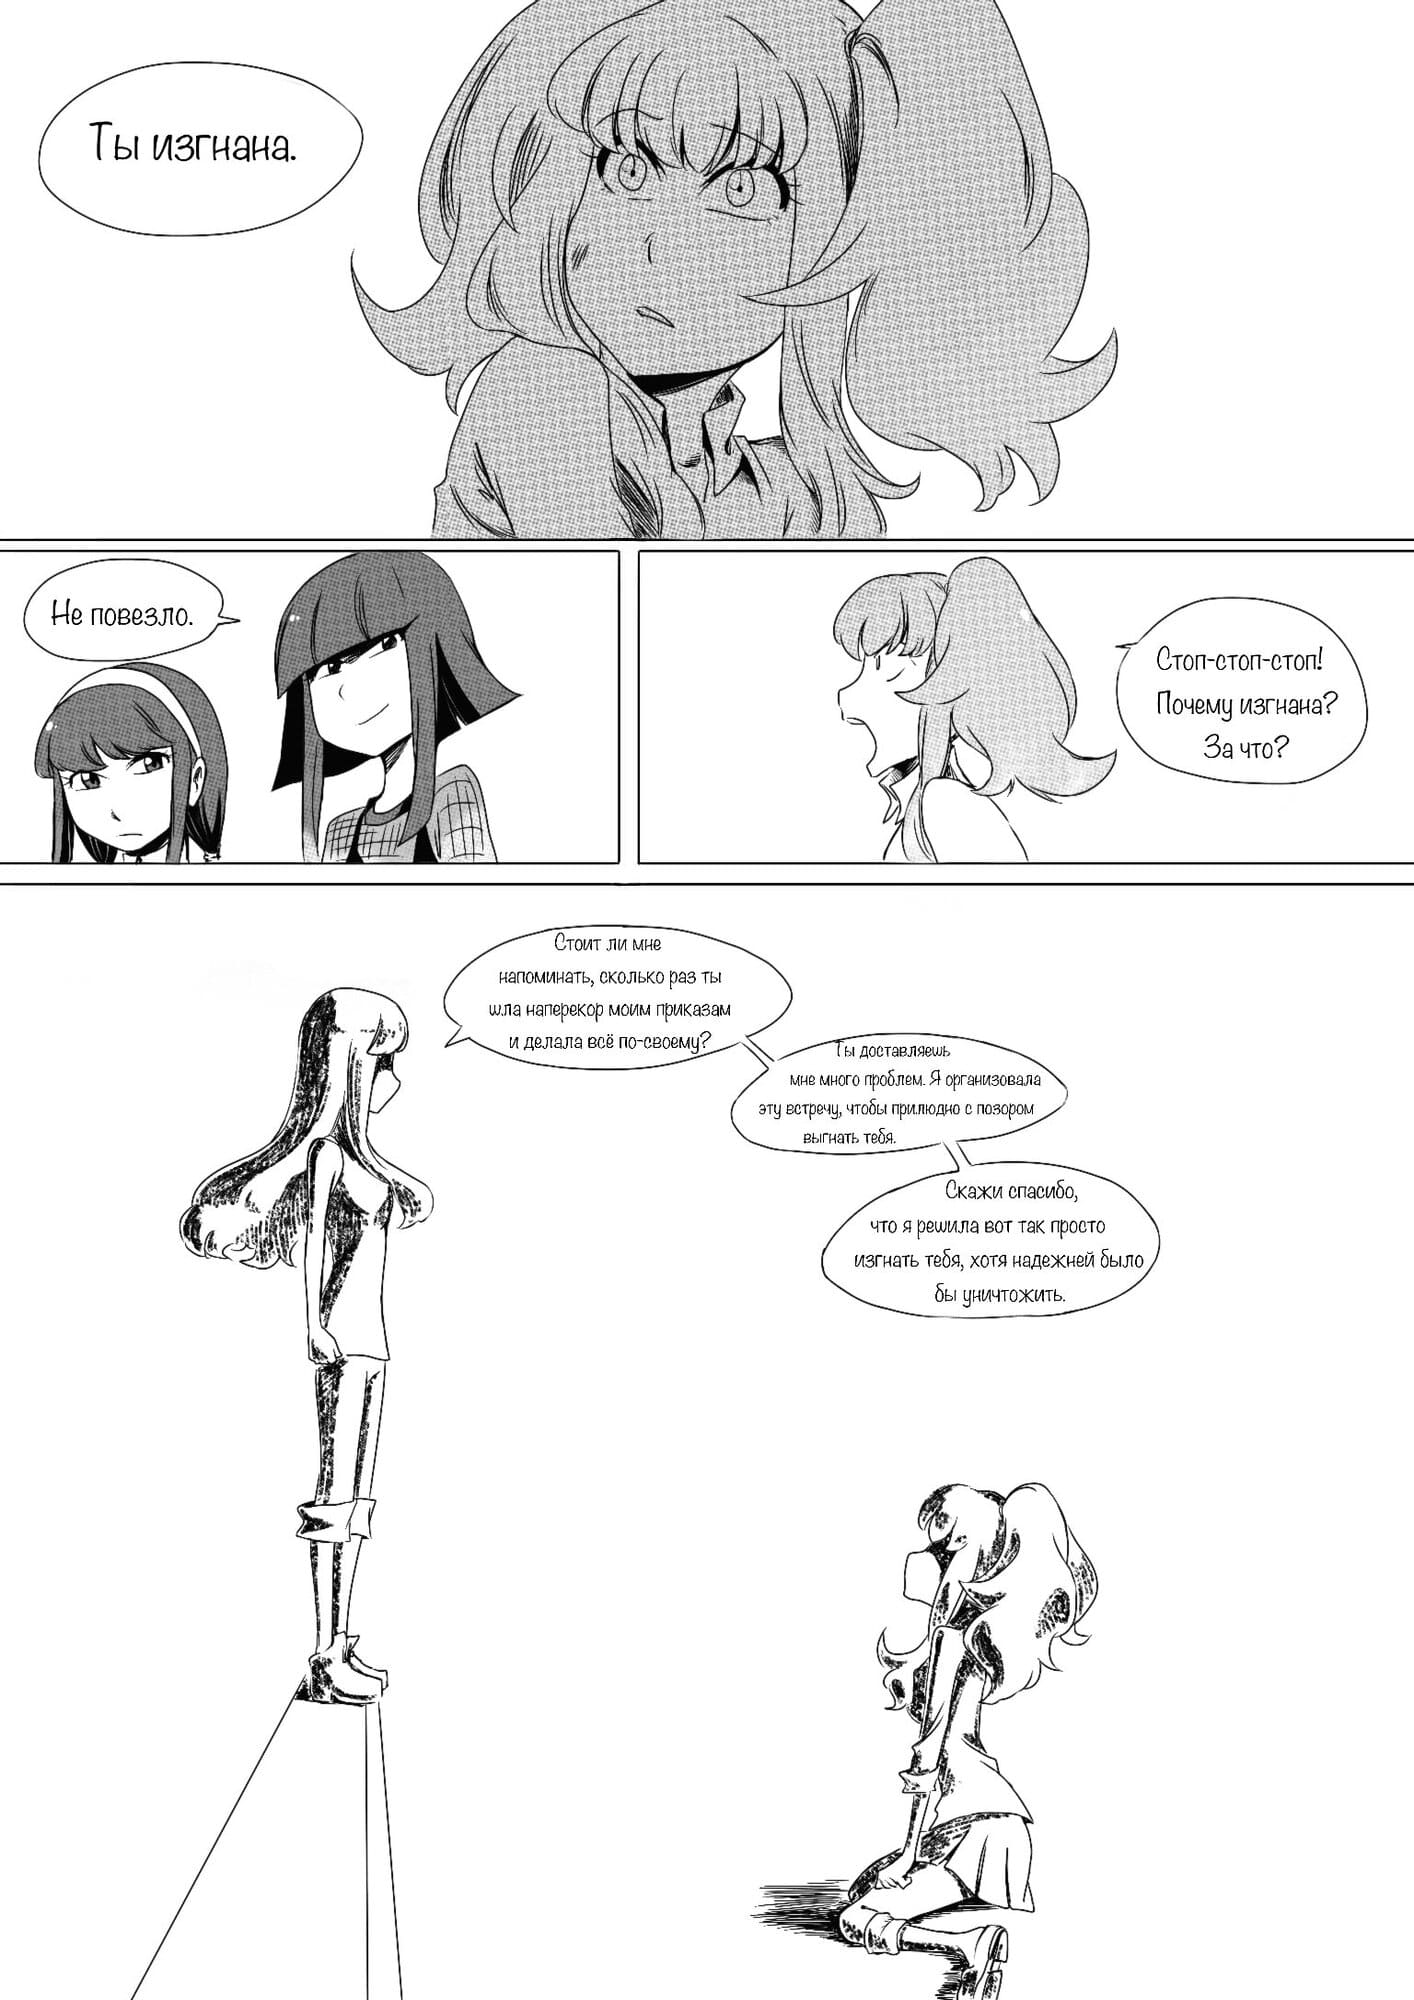 Ты изгнана.
Не повезло.
Стоп-стоп-стоп!
Почему изгнана?
За что?
Стоит ли мне
напоминать, сколько раз ты
шла наперекор моим приказам
и делала всё по-своему?
Ты доставляешь
мне много проблем. Я организовала
эту встречу, чтобы прилюдно с позором
выгнать тебя.
Скажи спасибо,
что я решила вот так просто
изгнать тебя, хотя надежней было
бы уничтожить.